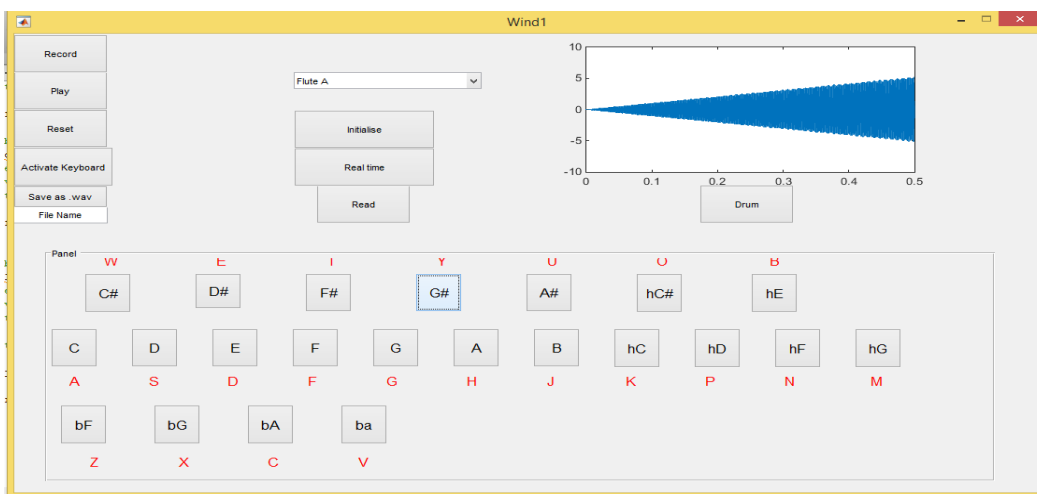 Wind1
Record
Play
Reset
Activate Keyboard
Save as .wav
File Name
Flute A
Initialise
Real time
Read
10
5
0
-5
-10
0 0.1 0.2 0.3 0.4 0.5
Drum
Panel
W E T Y U O B
C# D# F# G# A# hC# hE
C D E F G A B hC hD hF hG
A S D F G H J K P N M
bF bG bA ba
Z X C V